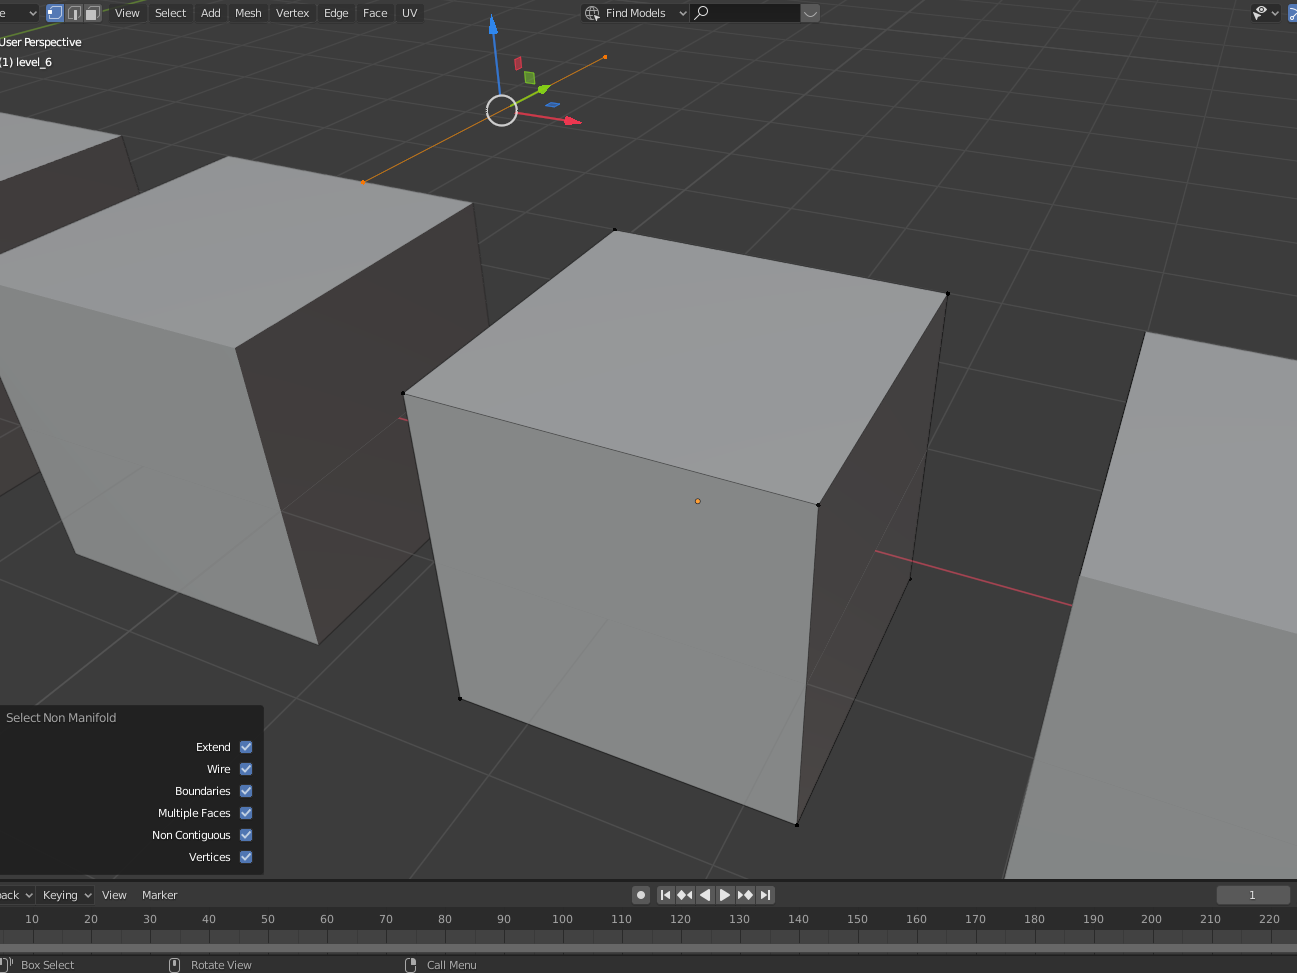 View Select Add Mesh Vertex Edge Face UV Find Models
User Perspective
(1) level_6
Select Non Manifold
Extend
Wire
Boundaries
Multiple Faces
Non Contiguous
Vertices
Keying View Marker 1
10 20 30 40 50 60 70 80 90 100 110 120 130 140 150 160 170 180 190 200 210 220
Box Select Rotate View Call Menu